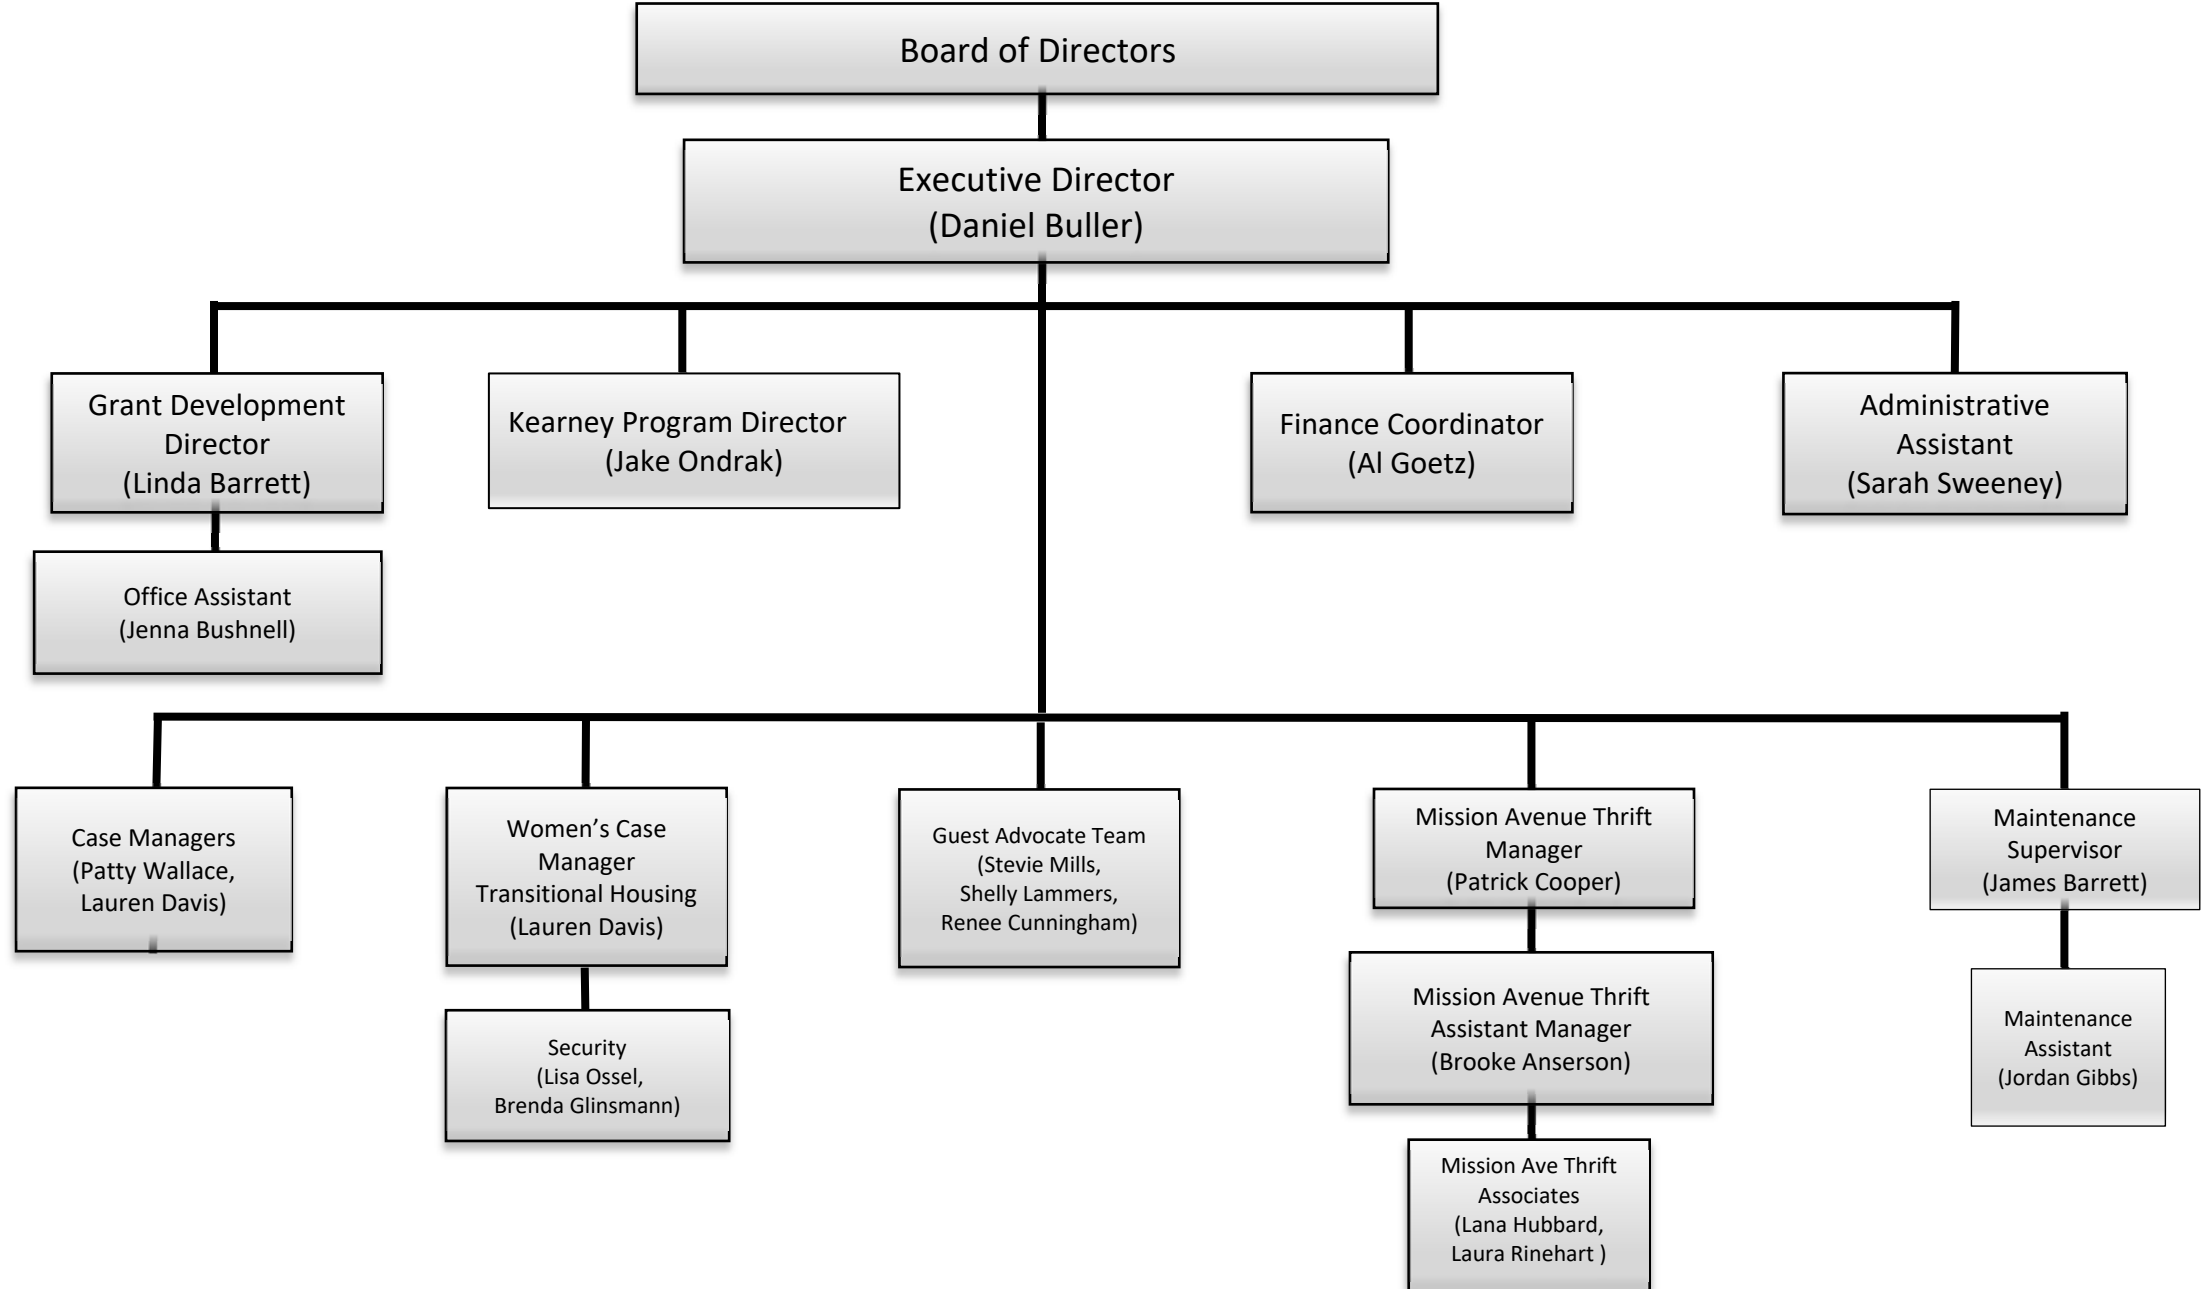 Board of Directors
Executive Director
(Daniel Buller)
Grant Development
Director
(Linda Barrett)
Kearney Program Director
(Jake Ondrak)
Finance Coordinator
(Al Goetz)
Administrative
Assistant
(Sarah Sweeney)
Office Assistant
(Jenna Bushnell)
Case Managers
(Patty Wallace,
Lauren Davis)
Women’s Case
Manager
Transitional Housing
(Lauren Davis)
Security
(Lisa Ossel,
Brenda Glinsmann)
Guest Advocate Team
(Stevie Mills,
Shelly Lammers,
Renee Cunningham)
Mission Avenue Thrift
Manager
(Patrick Cooper)
Mission Avenue Thrift
Assistant Manager
(Brooke Anserson)
Mission Ave Thrift
Associates
(Lana Hubbard,
Laura Rinehart )
Maintenance
Supervisor
(James Barrett)
Maintenance
Assistant
(Jordan Gibbs)